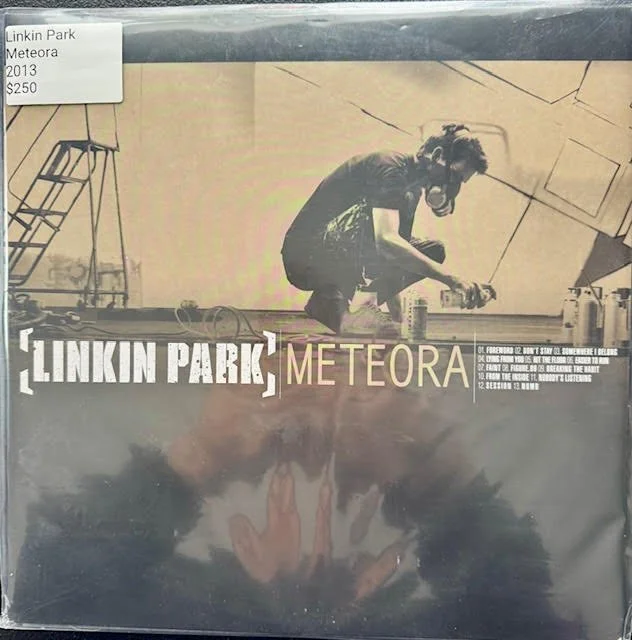 Linkin Park
Meteora
2013
$250
[LINKIN PARK]
METEORA
01. FOREWORD 02. DON'T STAY 03. SOMEWHERE I BELONG
04. LYING FROM YOU 05. HIT THE FLOOR 06. EASIER TO RUN
07. FAINT 08. FIGURE.09 09. BREAKING THE HABIT
10. FROM THE INSIDE 11. NOBODY'S LISTENING
12. SESSION 13. NUMB